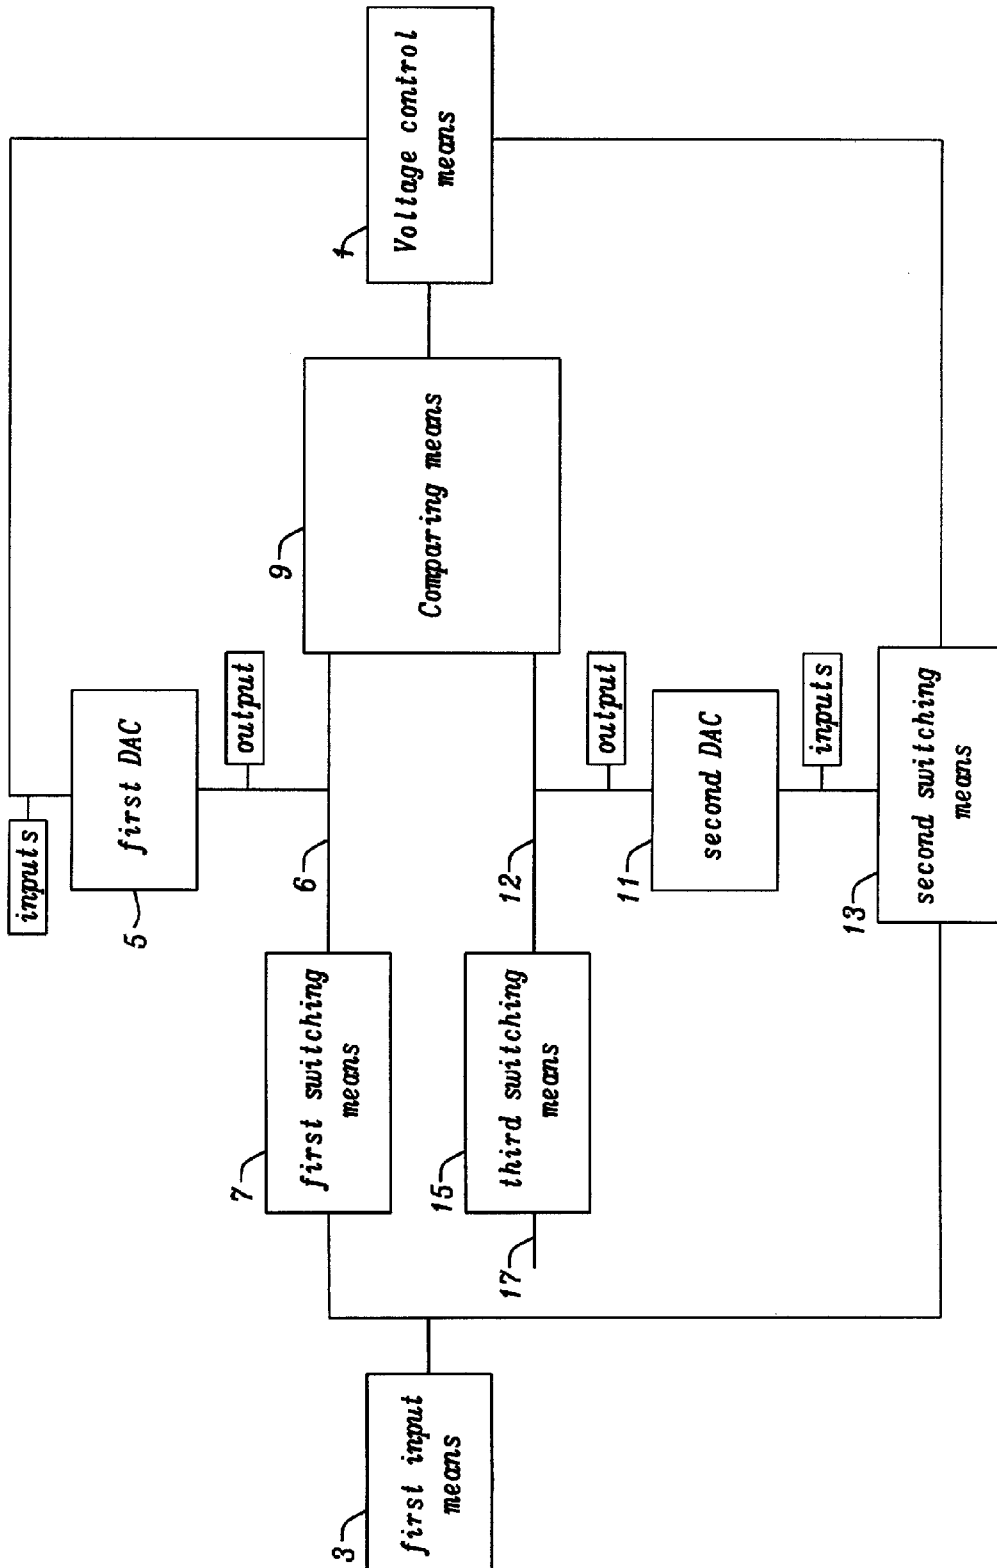 3
first input
means
7
first switching
means
15
third switching
means
17
inputs
5
first DAC
output
6
12
output
11
second DAC
inputs
13
second switching
means
9
Comparing means
1
Voltage control
means